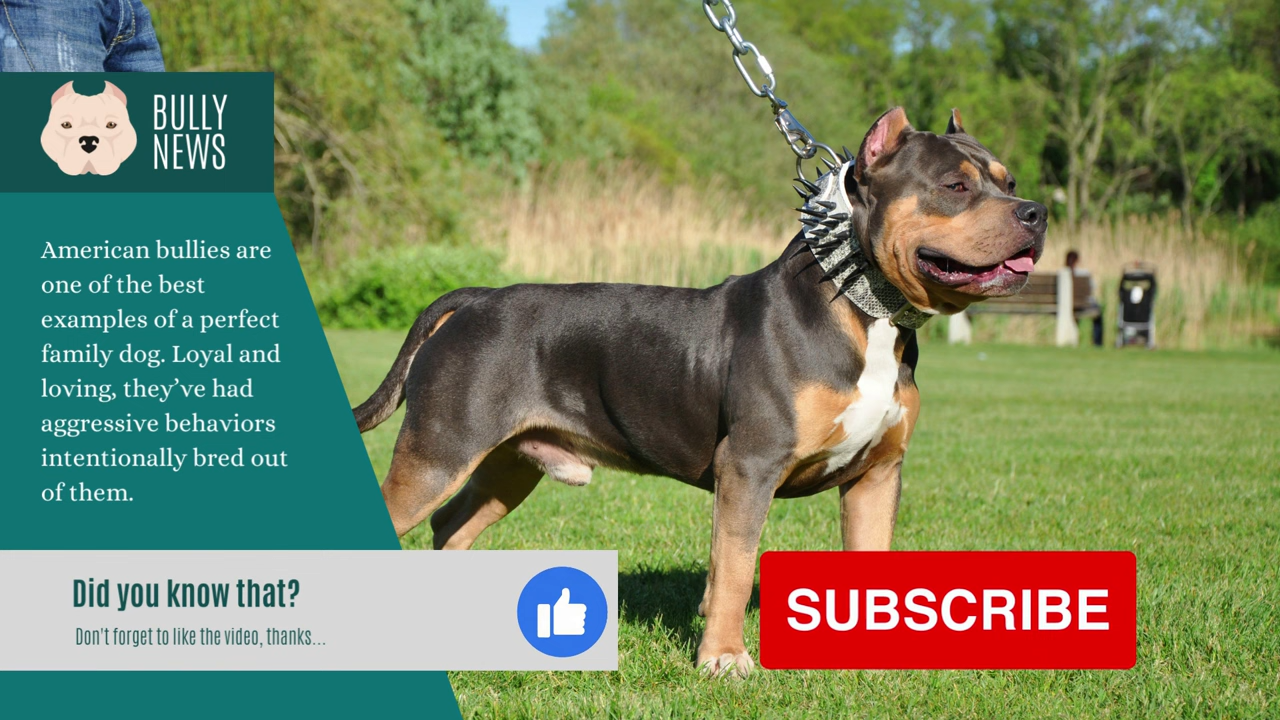 BULLY
NEWS
American bullies are
one of the best
examples of a perfect
family dog. Loyal and
loving, they’ve had
aggressive behaviors
intentionally bred out
of them.
Did you know that?
Don't forget to like the video, thanks...
SUBSCRIBE